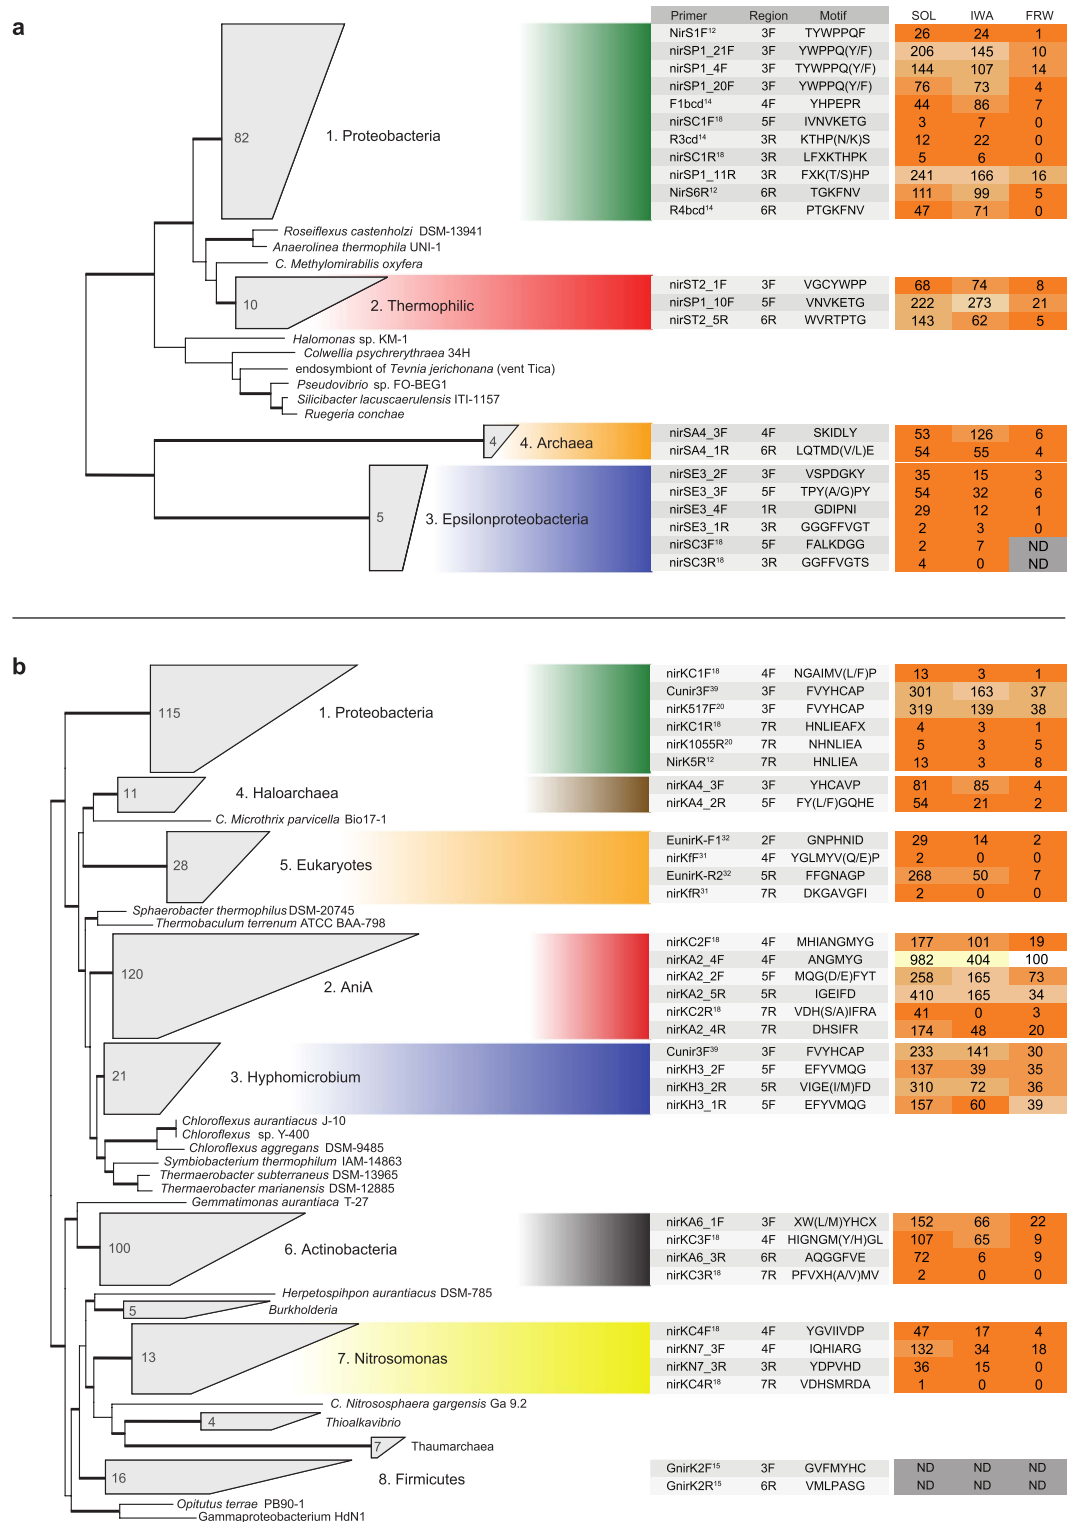 a
Primer Region Motif SOL IWA FRW
NirS1F12 3F TYWPPQF 26 24 1
nirSP1_21F 3F YWPPQ(Y/F) 206 145 10
nirSP1_4F 3F TYWPPQ(Y/F) 144 107 14
nirSP1_20F 3F YWPPQ(Y/F) 76 73 4
F1bcd14 4F YHPEPR 44 86 7
nirSC1F18 5F IVNVKETG 3 7 0
R3cd14 3R KTHP(N/K)S 12 22 0
nirSC1R18 3R LFXKTHPK 5 6 0
nirSP1_11R 3R FXK(T/S)HP 241 166 16
NirS6R12 6R TGKFNV 111 99 5
R4bcd14 6R PTGKFNV 47 71 0
82
1. Proteobacteria
Roseiflexus castenholzi DSM-13941
Anaerolinea thermophila UNI-1
C. Methylomirabilis oxyfera
10
2. Thermophilic
nirST2_1F 3F VGCYWPP 68 74 8
nirSP1_10F 5F VNVKETG 222 273 21
nirST2_5R 6R WVRTPTG 143 62 5
Halomonas sp. KM-1
Colwellia psychrerythraea 34H
endosymbiont of Tevnia jerichonana (vent Tica)
Pseudovibrio sp. FO-BEG1
Silicibacter lacuscaerulensis ITI-1157
Ruegeria conchae
4
4. Archaea
nirSA4_3F 4F SKIDLY 53 126 6
nirSA4_1R 6R LQTMD(V/L)E 54 55 4
5
3. Epsilonproteobacteria
nirSE3_2F 3F VSPDGKY 35 15 3
nirSE3_3F 5F TPY(A/G)PY 54 32 6
nirSE3_4F 1R GDIPNI 29 12 1
nirSE3_1R 3R GGGFFVGT 2 3 0
nirSC3F18 5F FALKDGG 2 7 ND
nirSC3R18 3R GGFFVGTS 4 0 ND
b
115
1. Proteobacteria
nirKC1F18 4F NGAIMV(L/F)P 13 3 1
Cunir3F39 3F FVYHCAP 301 163 37
nirK517F20 3F FVYHCAP 319 139 38
nirKC1R18 7R HNLIEAFX 4 3 1
nirK1055R20 7R NHNLIEA 5 3 5
NirK5R12 7R HNLIEA 13 3 8
11
4. Haloarchaea
nirKA4_3F 3F YHCAVP 81 85 4
nirKA4_2R 5F FY(L/F)GQHE 54 21 2
C. Microthrix parvicella Bio17-1
28
5. Eukaryotes
EunirK-F132 2F GNPHNID 29 14 2
nirKfF31 4F YGLMYV(Q/E)P 2 0 0
EunirK-R232 5R FFGNAGP 268 50 7
nirKfR31 7R DKGAVGFI 2 0 0
Sphaerobacter thermophilus DSM-20745
Thermobaculum terrenum ATCC BAA-798
120
2. AniA
nirKC2F18 4F MHIANGMYG 177 101 19
nirKA2_4F 4F ANGMYG 982 404 100
nirKA2_2F 5F MQG(D/E)FYT 258 165 73
nirKA2_5R 5R IGEIFD 410 165 34
nirKC2R18 7R VDH(S/A)IFRA 41 0 3
nirKA2_4R 7R DHSIFR 174 48 20
21
3. Hyphomicrobium
Cunir3F39 3F FVYHCAP 233 141 30
nirKH3_2F 5F EFYVMQG 137 39 35
nirKH3_2R 5R VIGE(I/M)FD 310 72 36
nirKH3_1R 5F EFYVMQG 157 60 39
Chloroflexus aurantiacus J-10
Chloroflexus sp. Y-400
Chloroflexus aggregans DSM-9485
Symbiobacterium thermophilum IAM-14863
Thermaerobacter subterraneus DSM-13965
Thermaerobacter marianensis DSM-12885
Gemmatimonas aurantiaca T-27
100
6. Actinobacteria
nirKA6_1F 3F XW(L/M)YHCX 152 66 22
nirKC3F18 4F HIGNGM(Y/H)GL 107 65 9
nirKA6_3R 6R AQGGFVE 72 6 9
nirKC3R18 7R PFVXH(A/V)MV 2 0 0
Herpetospihpon aurantiacus DSM-785
5
Burkholderia
13
7. Nitrosomonas
nirKC4F18 4F YGVIIVDP 47 17 4
nirKN7_3F 4F IQHIARG 132 34 18
nirKN7_3R 3R YDPVHD 36 15 0
nirKC4R18 7R VDHSMRDA 1 0 0
C. Nitrososphaera gargensis Ga 9.2
4
Thioalkavibrio
7
Thaumarchaea
16
8. Firmicutes
GnirK2F15 3F GVFMYHC ND ND ND
GnirK2R15 6R VMLPASG ND ND ND
Opitutus terrae PB90-1
Gammaproteobacterium HdN1